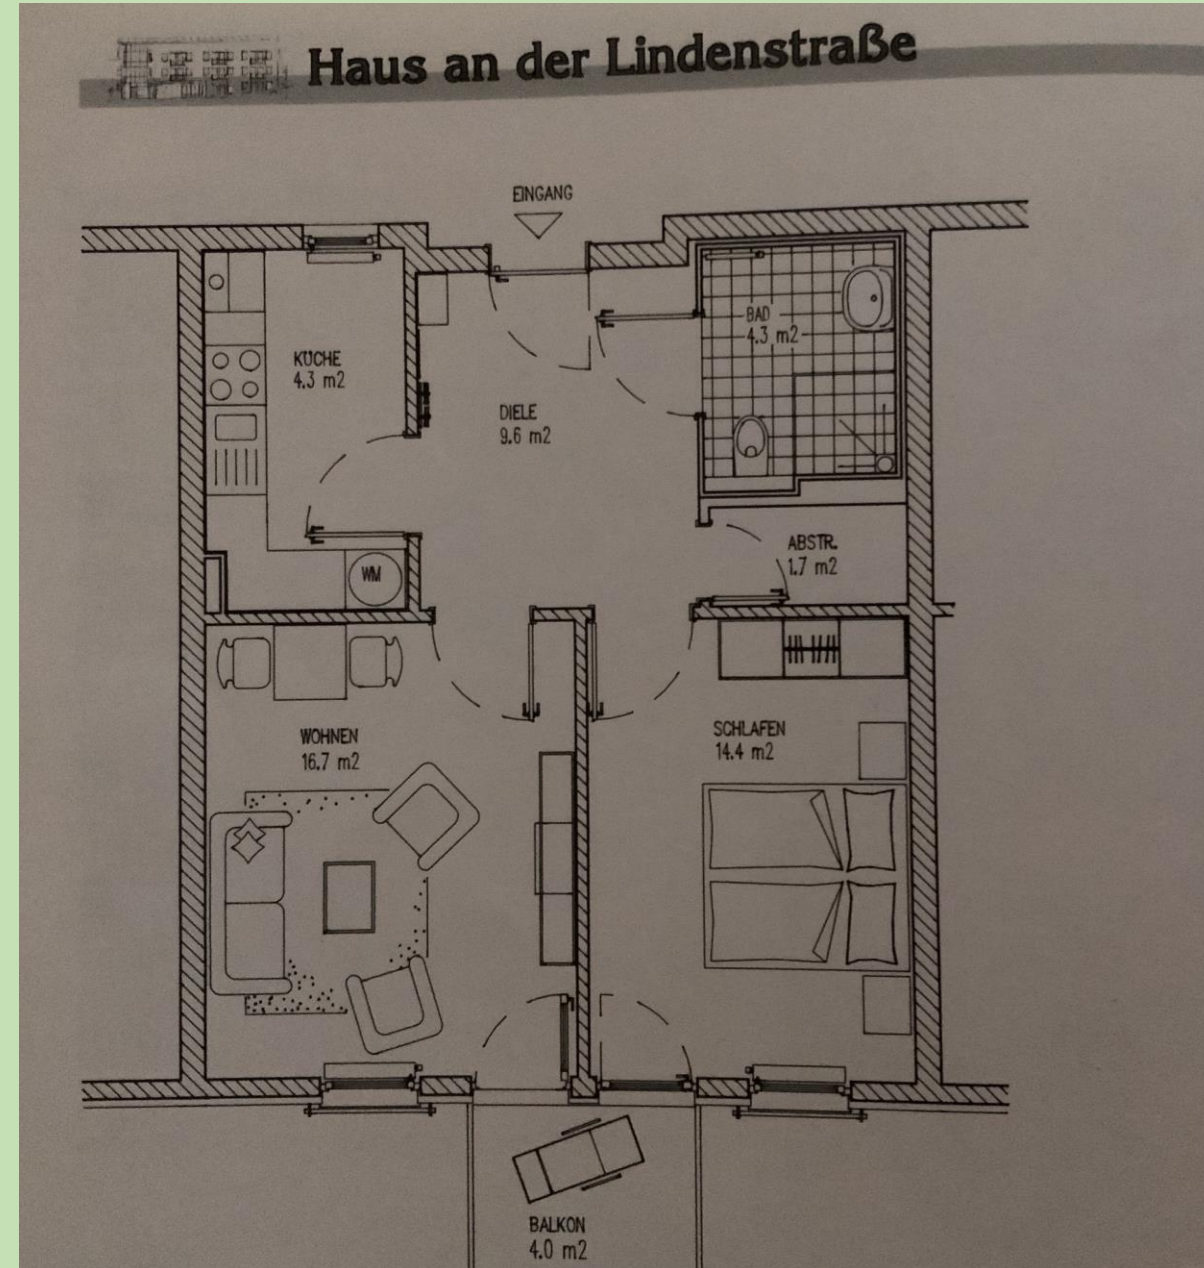 Haus an der Lindenstraße
EINGANG
KÜCHE
4.3 m2
BAD
4.3 m2
DIELE
9.6 m2
ABSTR.
1.7 m2
WM
WOHNEN
16.7 m2
SCHLAFEN
14.4 m2
BALKON
4.0 m2